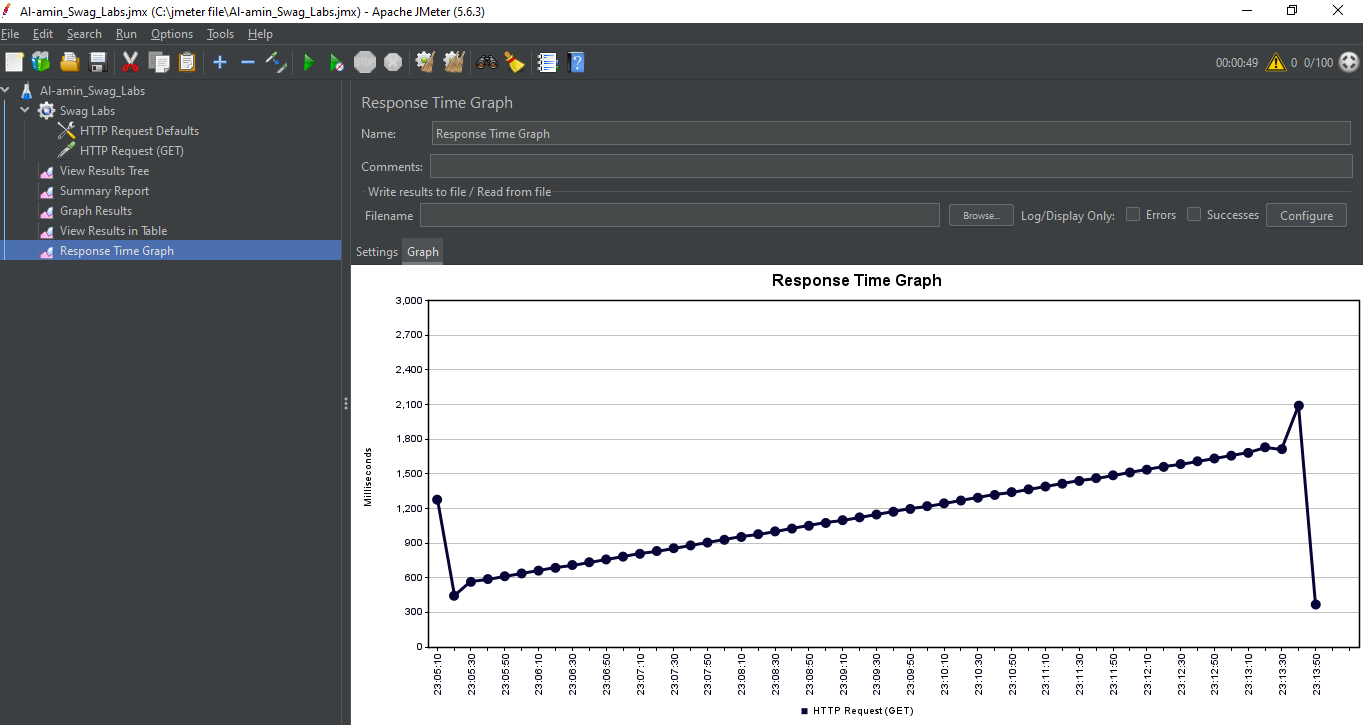 Al-amin_Swag_Labs.jmx (C:\jmeter file\Al-amin_Swag_Labs.jmx) - Apache JMeter (5.6.3)
File Edit Search Run Options Tools Help
STOP
00:00:49 0 0/100
Al-amin_Swag_Labs
Swag Labs
HTTP Request Defaults
HTTP Request (GET)
View Results Tree
Summary Report
Graph Results
View Results in Table
Response Time Graph
Response Time Graph
Name: Response Time Graph
Comments:
Write results to file / Read from file
Filename Browse... Log/Display Only: Errors Successes Configure
Settings Graph
Response Time Graph
3,000
2,700
2,400
2,100
1,800
1,500
1,200
900
600
300
0
Milliseconds
23:05:10 23:05:30 23:05:50 23:06:10 23:06:30 23:06:50 23:07:10 23:07:30 23:07:50 23:08:10 23:08:30 23:08:50 23:09:10 23:09:30 23:09:50 23:10:10 23:10:30 23:10:50 23:11:10 23:11:30 23:11:50 23:12:10 23:12:30 23:12:50 23:13:10 23:13:30 23:13:50
HTTP Request (GET)